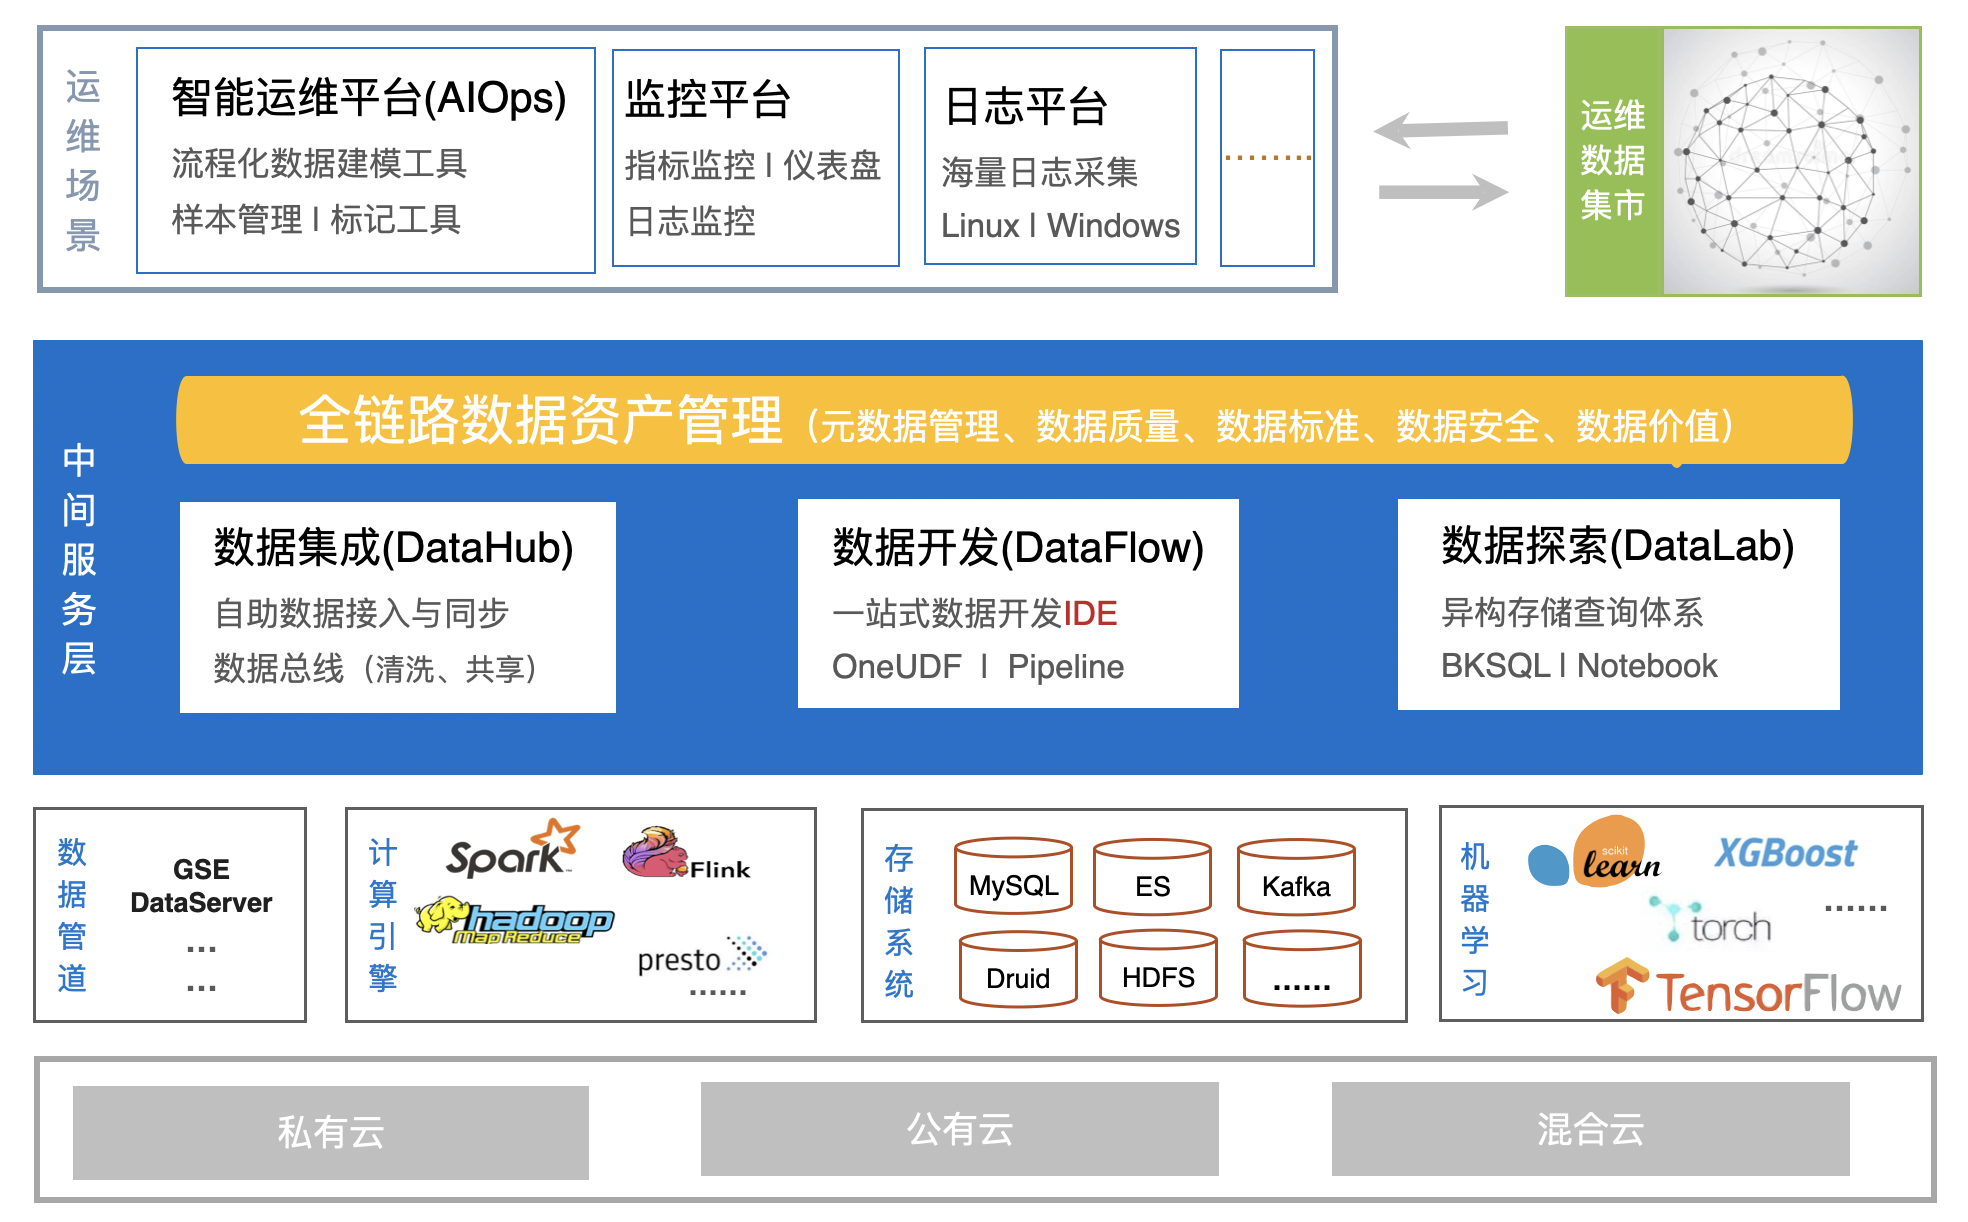 运维场景
智能运维平台(AIOps)
流程化数据建模工具
样本管理 | 标记工具
监控平台
指标监控 | 仪表盘
日志监控
日志平台
海量日志采集
Linux | Windows
........
运维
数据
集市
中间服务层
全链路数据资产管理（元数据管理、数据质量、数据标准、数据安全、数据价值）
数据集成(DataHub)
自助数据接入与同步
数据总线（清洗、共享）
数据开发(DataFlow)
一站式数据开发IDE
OneUDF | Pipeline
数据探索(DataLab)
异构存储查询体系
BKSQL | Notebook
数据管道
GSE
DataServer
...
...
计算引擎
Spark
Flink
hadoop
Map Reduce
presto
......
存储系统
MySQL
ES
Kafka
Druid
HDFS
......
机器学习
scikit
learn
XGBoost
torch
......
TensorFlow
私有云
公有云
混合云